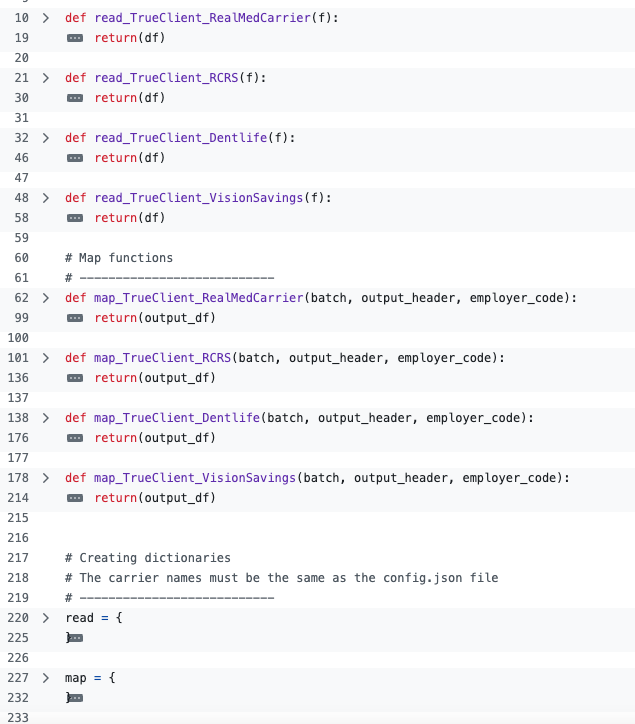 10 > def read_TrueClient_RealMedCarrier(f):
19 ··· return(df)
20
21 > def read_TrueClient_RCRS(f):
30 ··· return(df)
31
32 > def read_TrueClient_Dentlife(f):
46 ··· return(df)
47
48 > def read_TrueClient_VisionSavings(f):
58 ··· return(df)
59
60 # Map functions
61 # ---------------------------
62 > def map_TrueClient_RealMedCarrier(batch, output_header, employer_code):
99 ··· return(output_df)
100
101 > def map_TrueClient_RCRS(batch, output_header, employer_code):
136 ··· return(output_df)
137
138 > def map_TrueClient_Dentlife(batch, output_header, employer_code):
176 ··· return(output_df)
177
178 > def map_TrueClient_VisionSavings(batch, output_header, employer_code):
214 ··· return(output_df)
215
216
217 # Creating dictionaries
218 # The carrier names must be the same as the config.json file
219 # ---------------------------
220 > read = {
225 }···
226
227 > map = {
232 }···
233